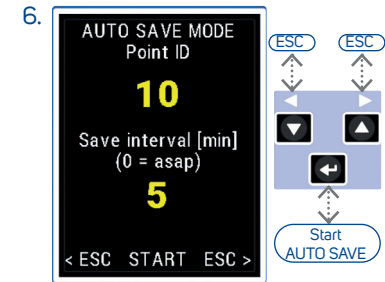 6.
AUTO SAVE MODE
Point ID
10
Save interval [min]
(0 = asap)
5
< ESC START ESC >
ESC ESC
Start
AUTO SAVE